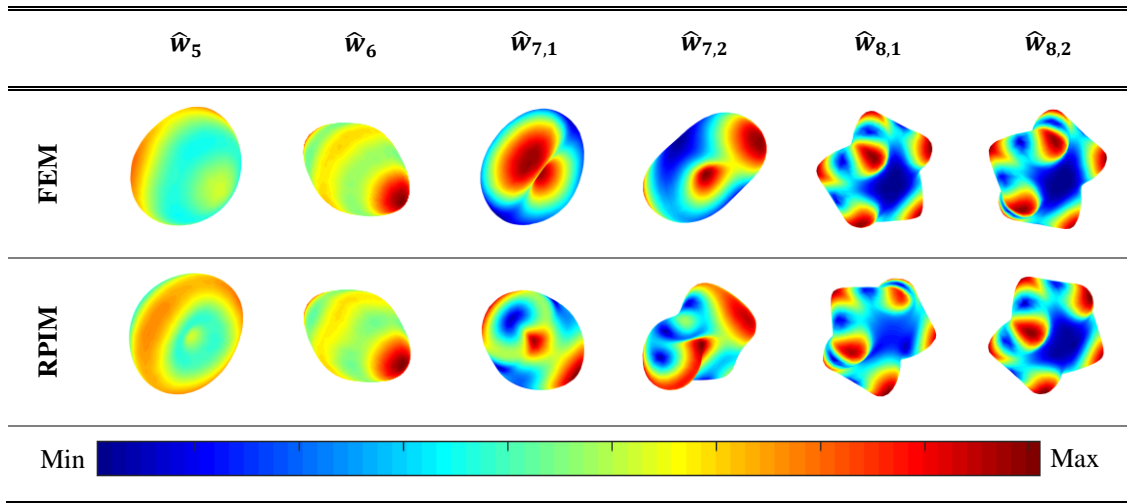 ŵ₅ ŵ₆ ŵ₇,₁ ŵ₇,₂ ŵ₈,₁ ŵ₈,₂
FEM
RPIM
Min Max